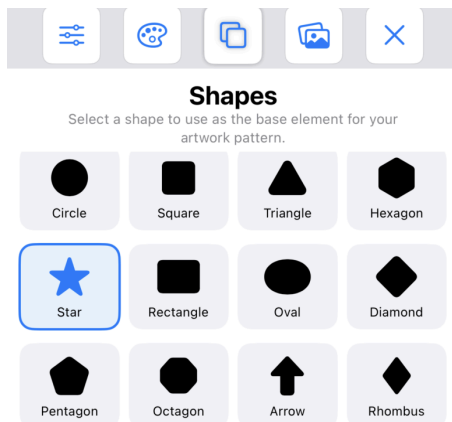 Shapes
Select a shape to use as the base element for your
artwork pattern.
Circle
Square
Triangle
Hexagon
Star
Rectangle
Oval
Diamond
Pentagon
Octagon
Arrow
Rhombus